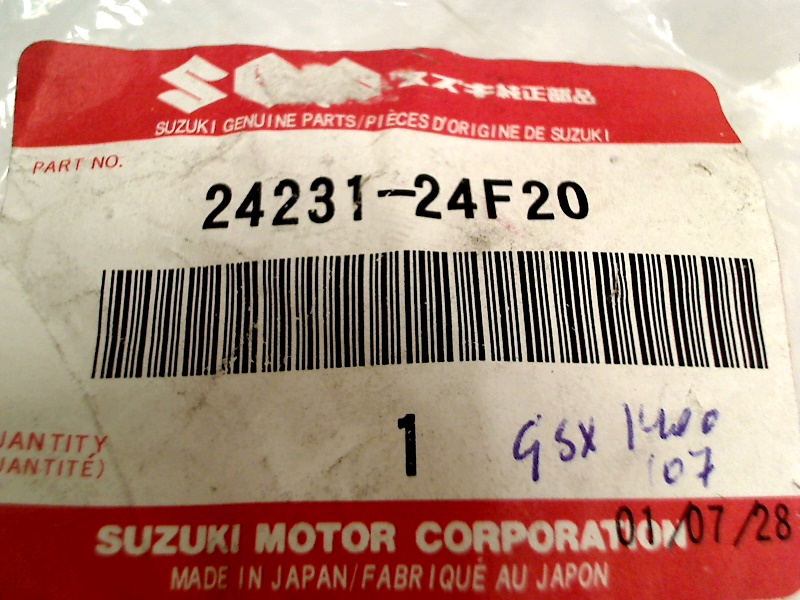 スズキ純正部品
SUZUKI GENUINE PARTS/PIÈCES D'ORIGINE DE SUZUKI
PART NO.
24231-24F20
UANTITY
UANTITÉ)
1
GSX 1400
107
SUZUKI MOTOR CORPORATION
01/07/28
MADE IN JAPAN/FABRIQUÉ AU JAPON